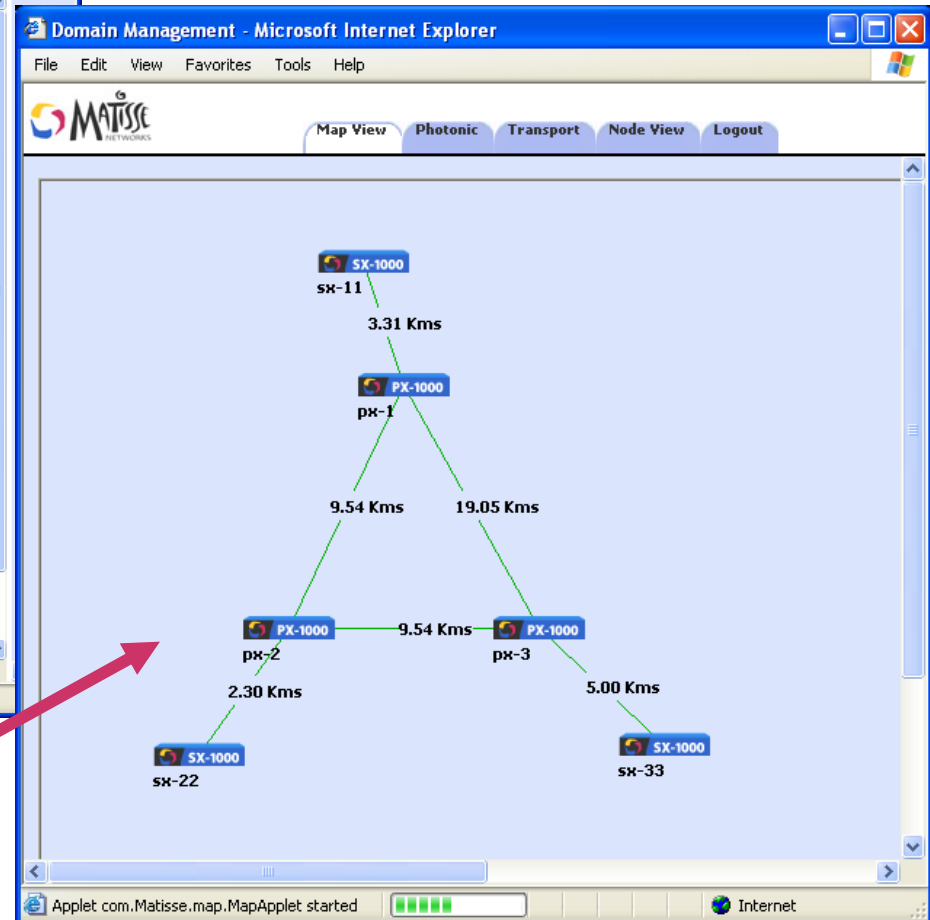 Domain Management - Microsoft Internet Explorer
File Edit View Favorites Tools Help
MATISSE
NETWORKS
Map View Photonic Transport Node View Logout
SX-1000
sx-11
3.31 Kms
PX-1000
px-1
9.54 Kms 19.05 Kms
PX-1000 9.54 Kms PX-1000
px-2 px-3
2.30 Kms 5.00 Kms
SX-1000 SX-1000
sx-22 sx-33
Applet com.Matisse.map.MapApplet started Internet